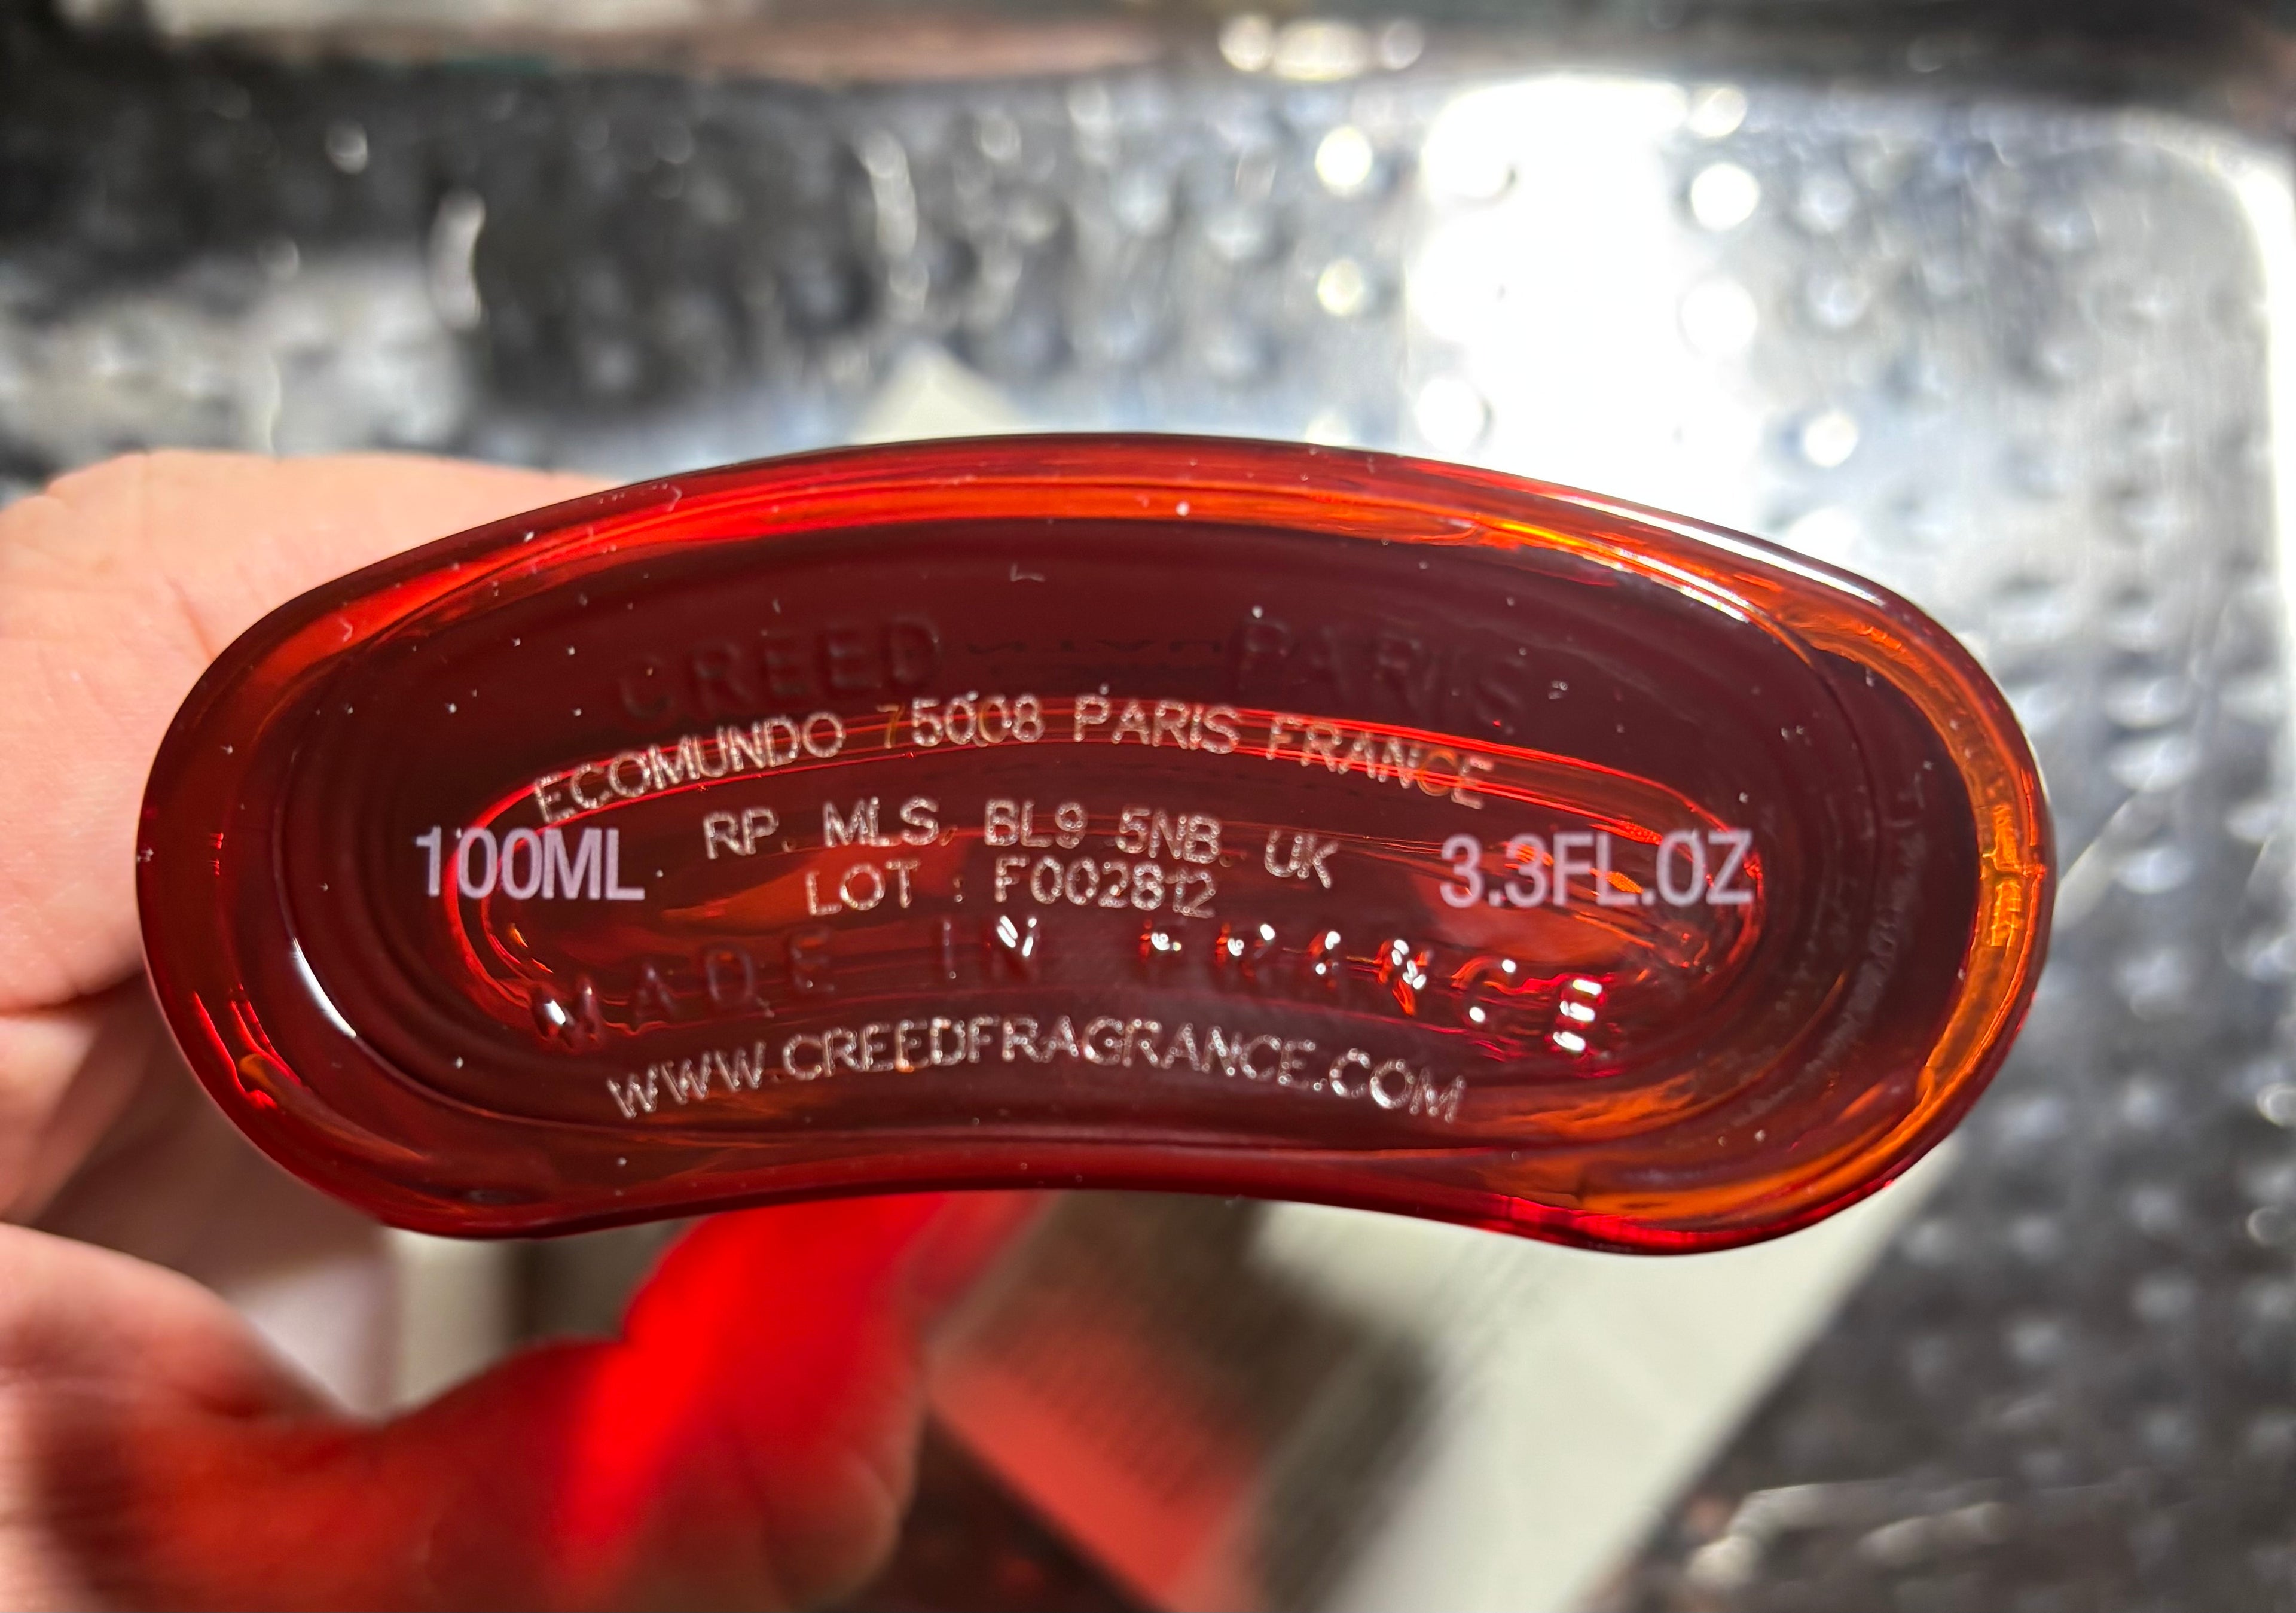 CREED PARIS
ECOMUNDO 75008 PARIS FRANCE
100ML
RP. MLS. BL9 5NB. UK
3.3FL.OZ
LOT : F002812
MADE IN FRANCE
WWW.CREEDFRAGRANCE.COM